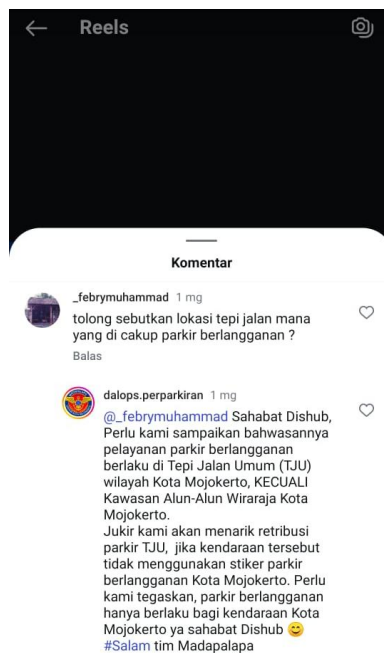 Reels
Komentar
_febrymuhammad 1 mg
tolong sebutkan lokasi tepi jalan mana
yang di cakup parkir berlangganan ?
Balas
dalops.perparkiran 1 mg
@_febrymuhammad Sahabat Dishub,
Perlu kami sampaikan bahwasannya
pelayanan parkir berlangganan
berlaku di Tepi Jalan Umum (TJU)
wilayah Kota Mojokerto, KECUALI
Kawasan Alun-Alun Wiraraja Kota
Mojokerto.
Jukir kami akan menarik retribusi
parkir TJU, jika kendaraan tersebut
tidak menggunakan stiker parkir
berlangganan Kota Mojokerto. Perlu
kami tegaskan, parkir berlangganan
hanya berlaku bagi kendaraan Kota
Mojokerto ya sahabat Dishub 😊
#Salam tim Madapalapa